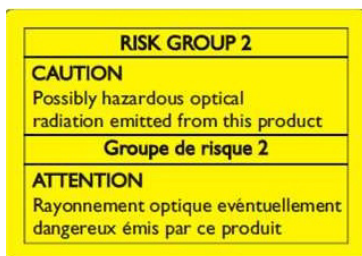 RISK GROUP 2
CAUTION
Possibly hazardous optical
radiation emitted from this product
Groupe de risque 2
ATTENTION
Rayonnement optique evéntuellement
dangereux émis par ce produit